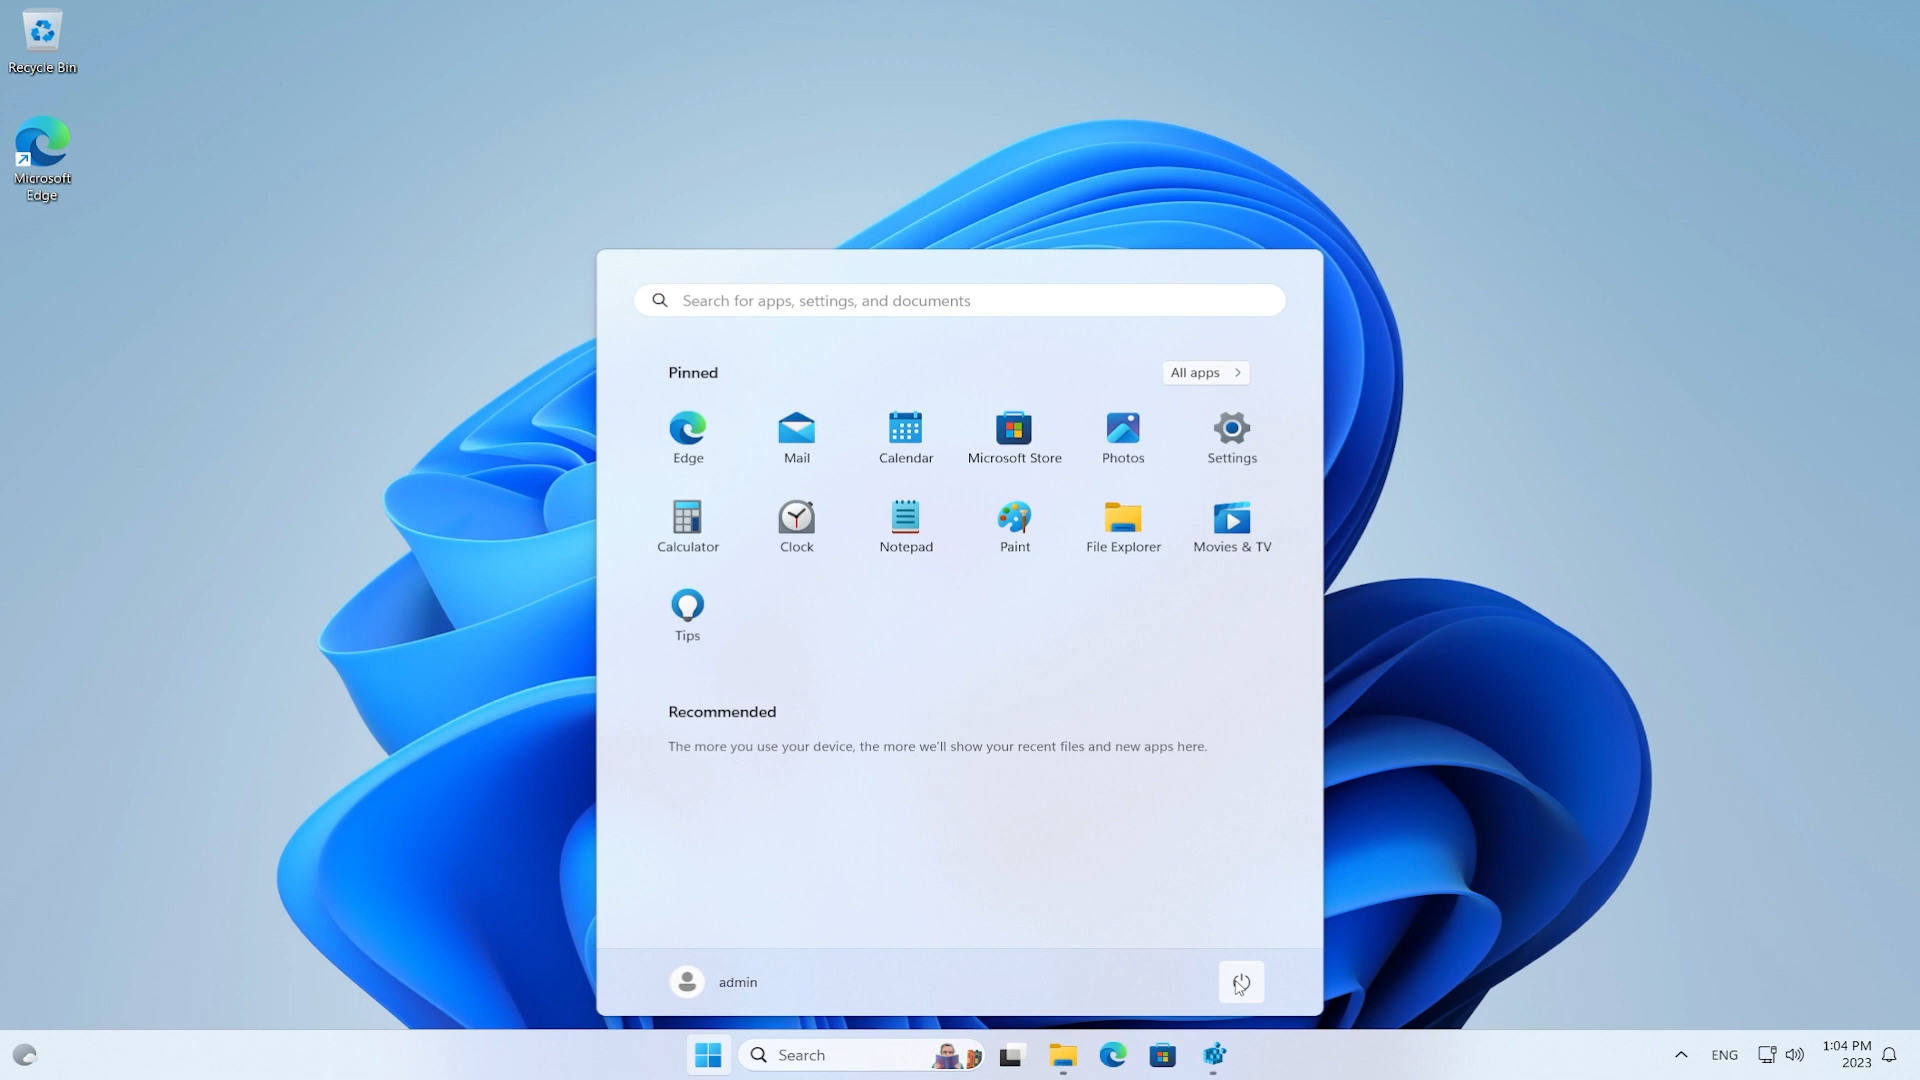 Recycle Bin
Microsoft
Edge
Search for apps, settings, and documents
Pinned
All apps
Edge
Mail
Calendar
Microsoft Store
Photos
Settings
Calculator
Clock
Notepad
Paint
File Explorer
Movies & TV
Tips
Recommended
The more you use your device, the more we'll show your recent files and new apps here.
admin
Search
ENG
1:04 PM
2023